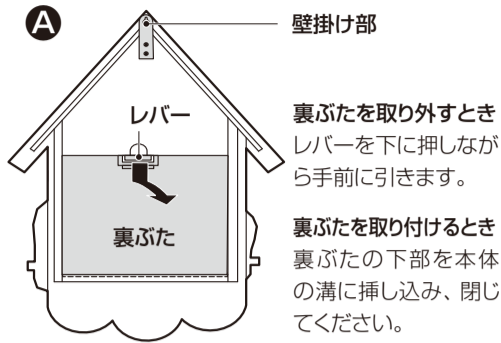 A
壁掛け部
レバー
裏ぶた
裏ぶたを取り外すとき
レバーを下に押しなが
ら手前に引きます。
裏ぶたを取り付けるとき
裏ぶたの下部を本体
の溝に挿し込み、閉じ
てください。